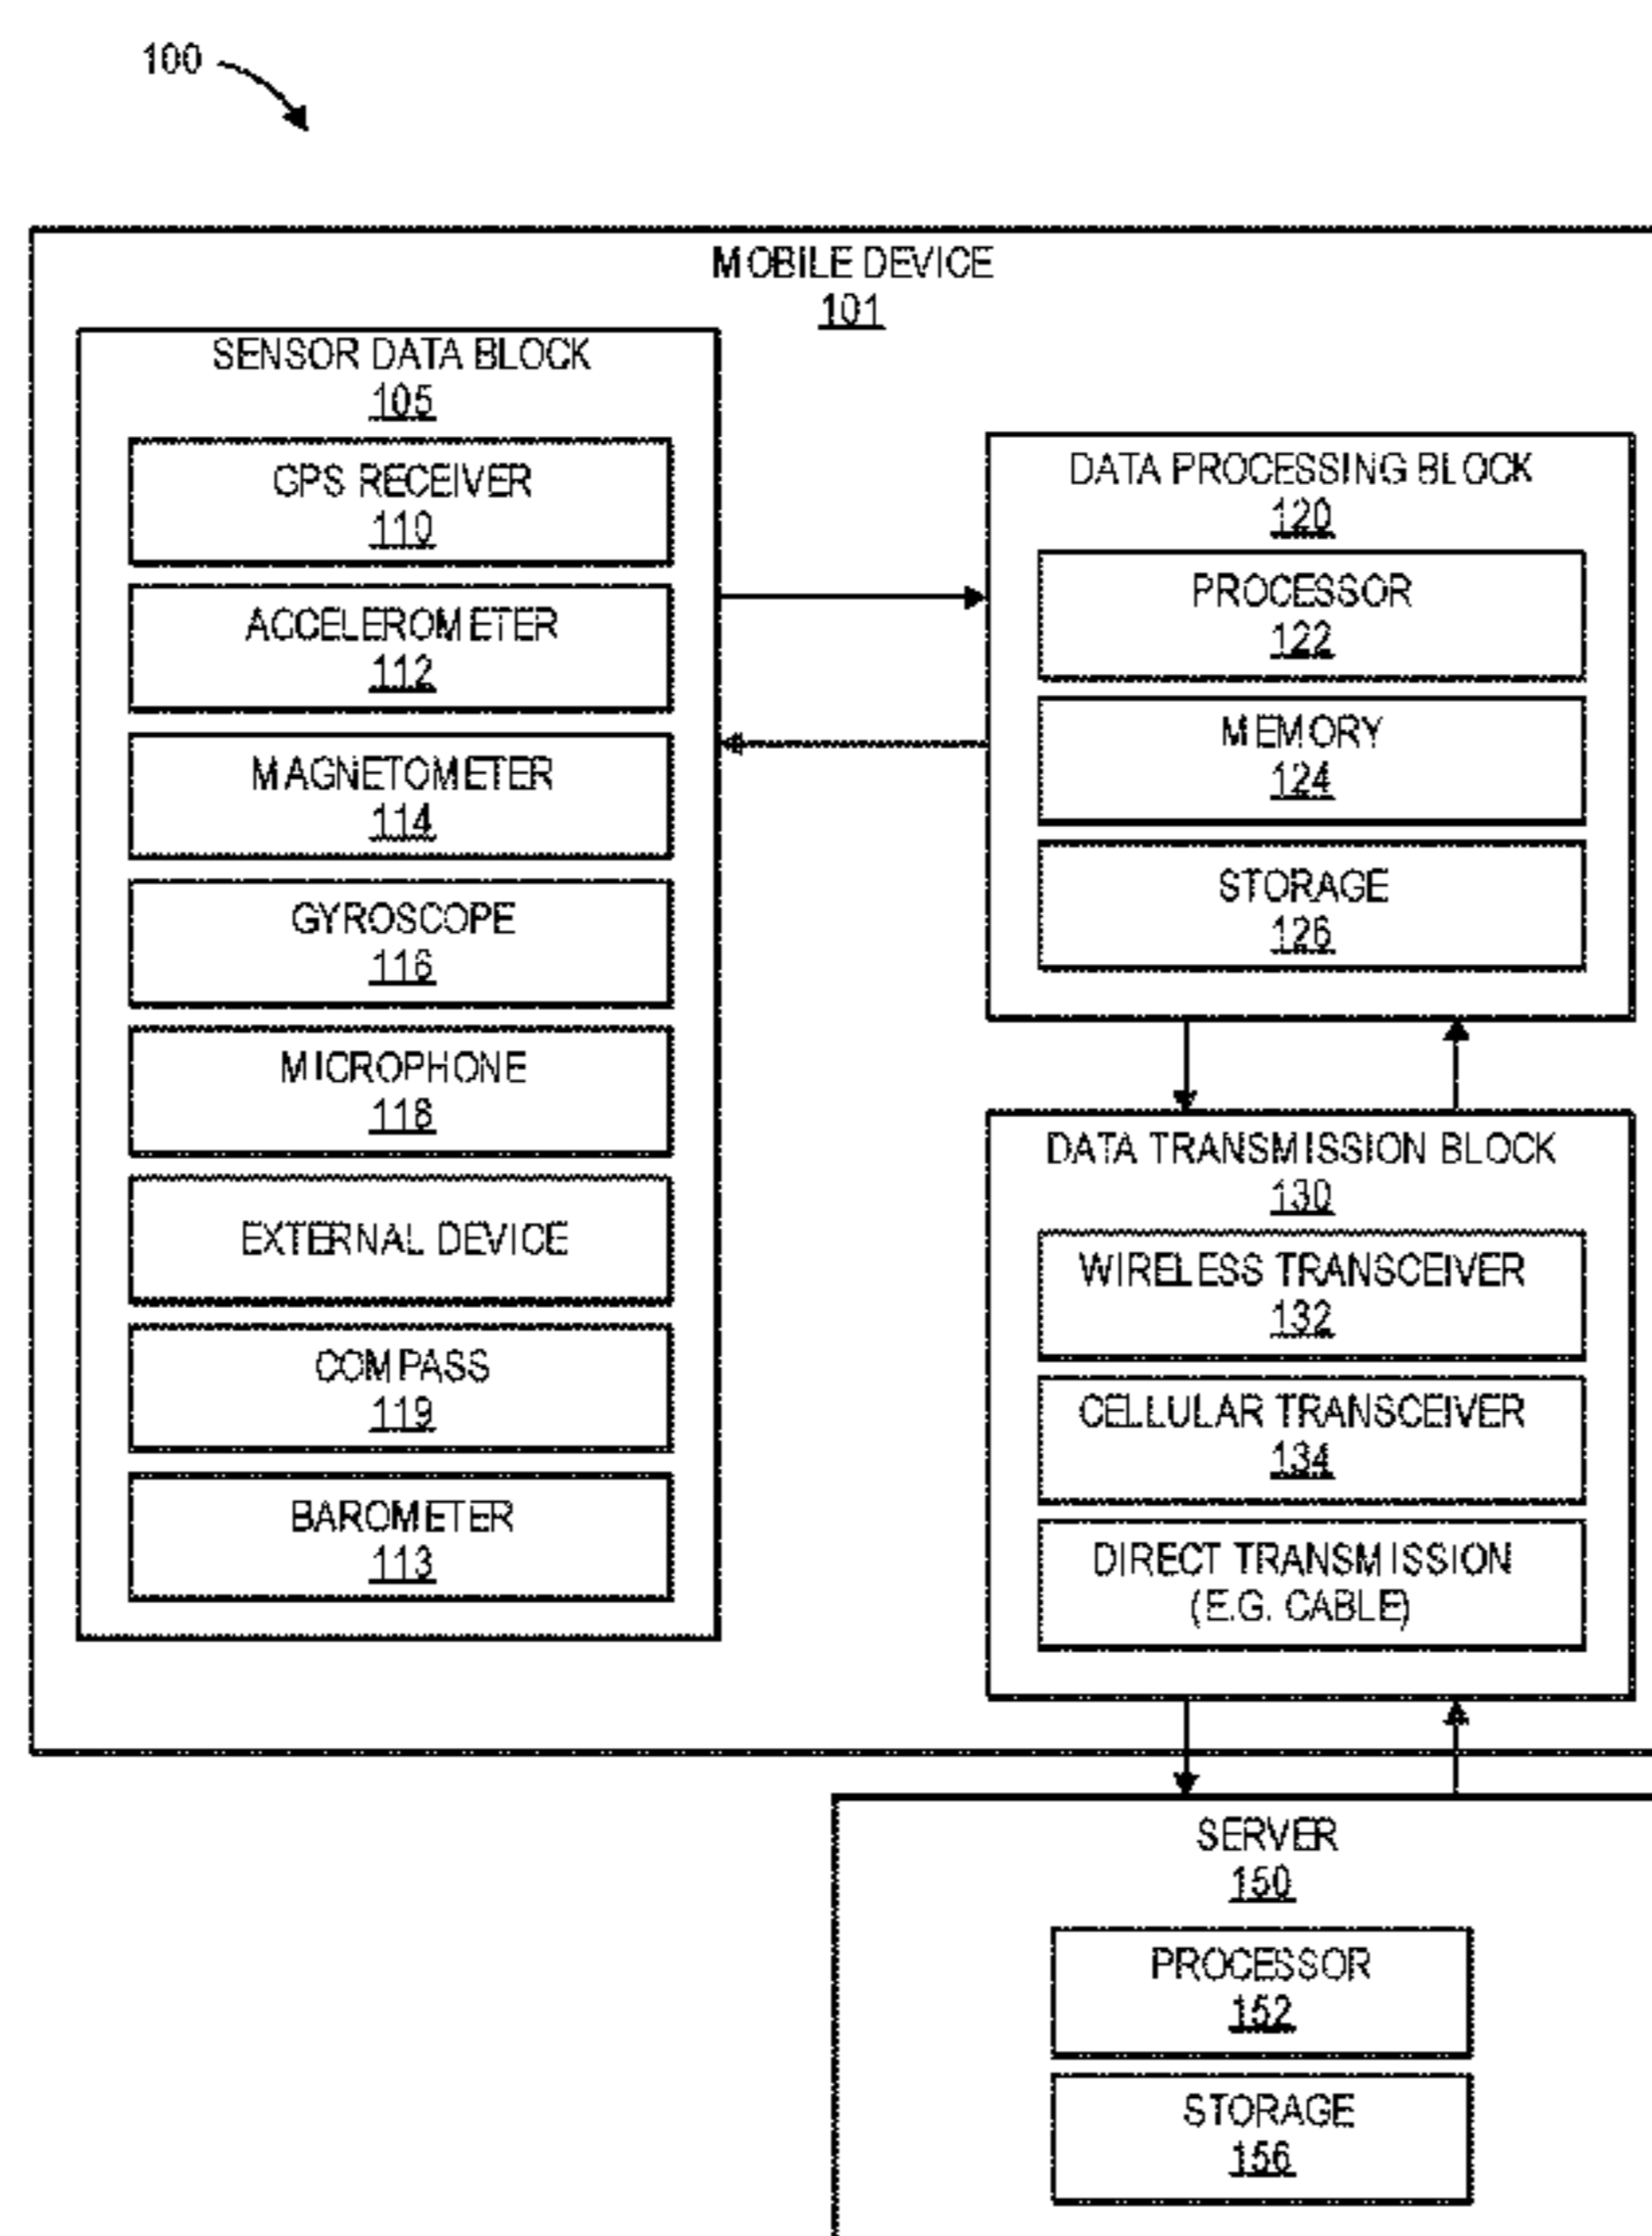 100
MOBILE DEVICE
101
SENSOR DATA BLOCK
105
GPS RECEIVER
110
ACCELEROMETER
112
MAGNETOMETER
114
GYROSCOPE
116
MICROPHONE
118
EXTERNAL DEVICE
COMPASS
119
BAROMETER
113
DATA PROCESSING BLOCK
120
PROCESSOR
122
MEMORY
124
STORAGE
126
DATA TRANSMISSION BLOCK
130
WIRELESS TRANSCEIVER
132
CELLULAR TRANSCEIVER
134
DIRECT TRANSMISSION
(E.G. CABLE)
SERVER
150
PROCESSOR
152
STORAGE
156